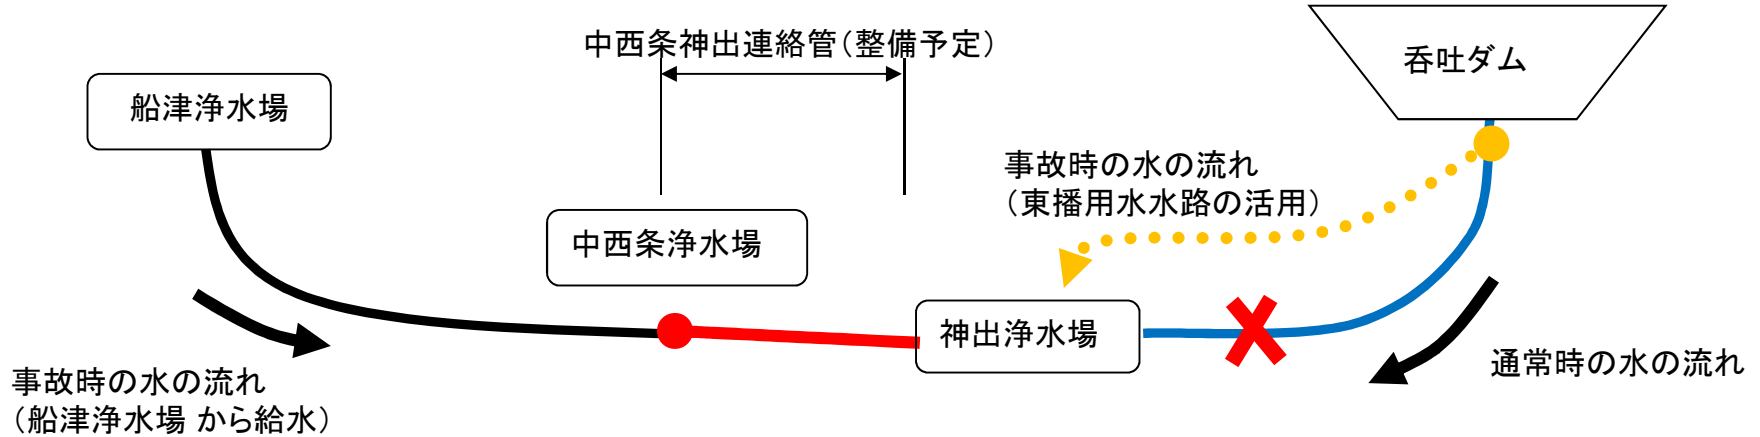 中西条神出連絡管（整備予定）
呑吐ダム
船津浄水場
事故時の水の流れ
（東播用水水路の活用）
中西条浄水場
神出浄水場
通常時の水の流れ
事故時の水の流れ
（船津浄水場 から給水）